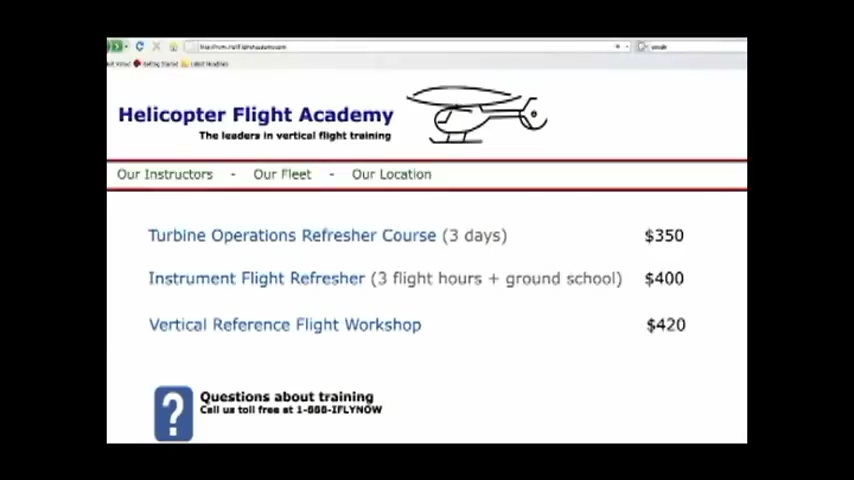 Helicopter Flight Academy
The leaders in vertical flight training
Our Instructors - Our Fleet - Our Location
Turbine Operations Refresher Course (3 days) $350
Instrument Flight Refresher (3 flight hours + ground school) $400
Vertical Reference Flight Workshop $420
?
Questions about training
Call us toll free at 1-888-IFLYNOW